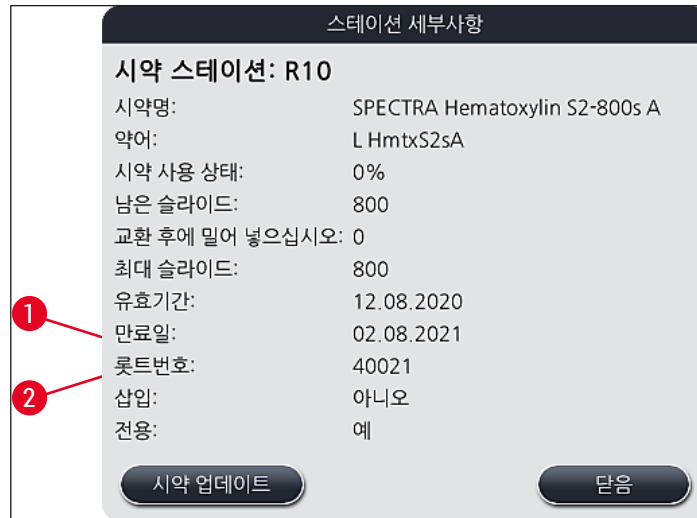 스테이션 세부사항
시약 스테이션: R10
시약명: SPECTRA Hematoxylin S2-800s A
약어: L HmtxS2sA
시약 사용 상태: 0%
남은 슬라이드: 800
교환 후에 밀어 넣으십시오: 0
최대 슬라이드: 800
유효기간: 12.08.2020
1
만료일: 02.08.2021
롯트번호: 40021
2
삽입: 아니오
전용: 예
시약 업데이트 닫음